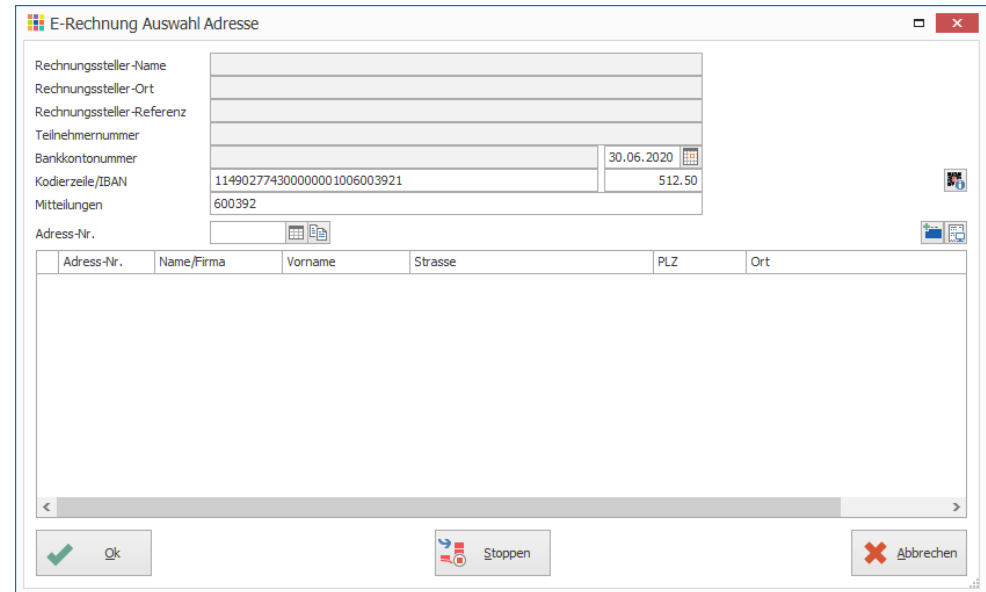 E-Rechnung Auswahl Adresse
Rechnungssteller-Name
Rechnungssteller-Ort
Rechnungssteller-Referenz
Teilnehmernummer
Bankkontonummer 30.06.2020
Kodierzeile/IBAN 114902774300000001006003921 512.50
Mitteilungen 600392
Adress-Nr.
Adress-Nr. Name/Firma Vorname Strasse PLZ Ort
Ok Stoppen Abbrechen